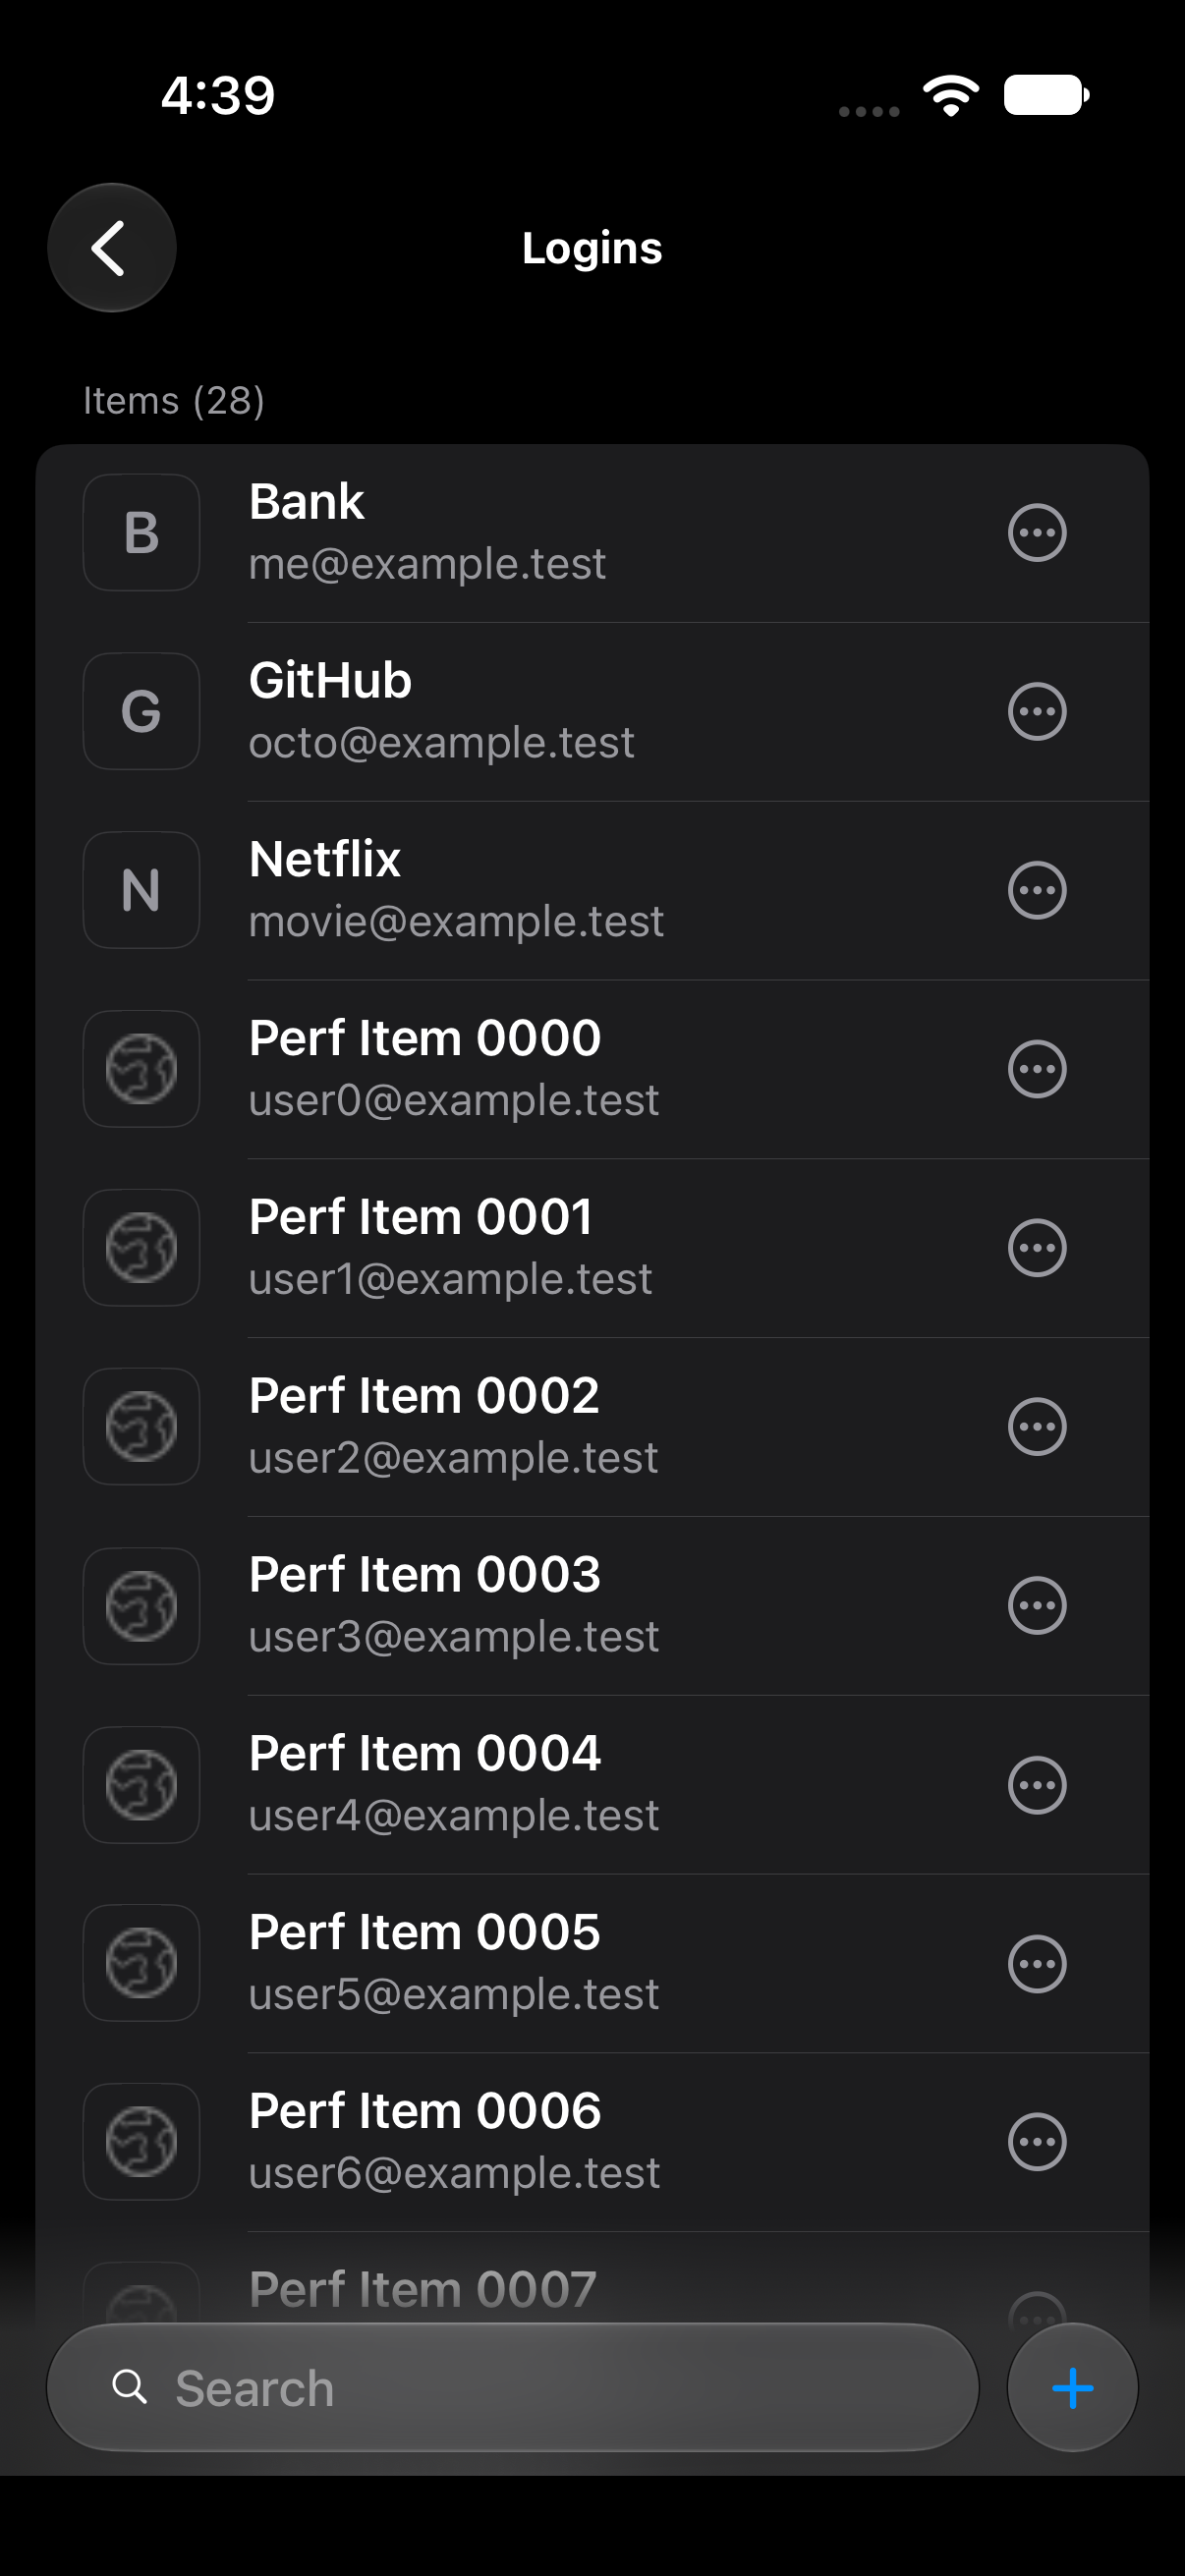 4:39
Logins
Items (28)
B
Bank
me@example.test
G
GitHub
octo@example.test
N
Netflix
movie@example.test
Perf Item 0000
user0@example.test
Perf Item 0001
user1@example.test
Perf Item 0002
user2@example.test
Perf Item 0003
user3@example.test
Perf Item 0004
user4@example.test
Perf Item 0005
user5@example.test
Perf Item 0006
user6@example.test
Perf Item 0007
Search